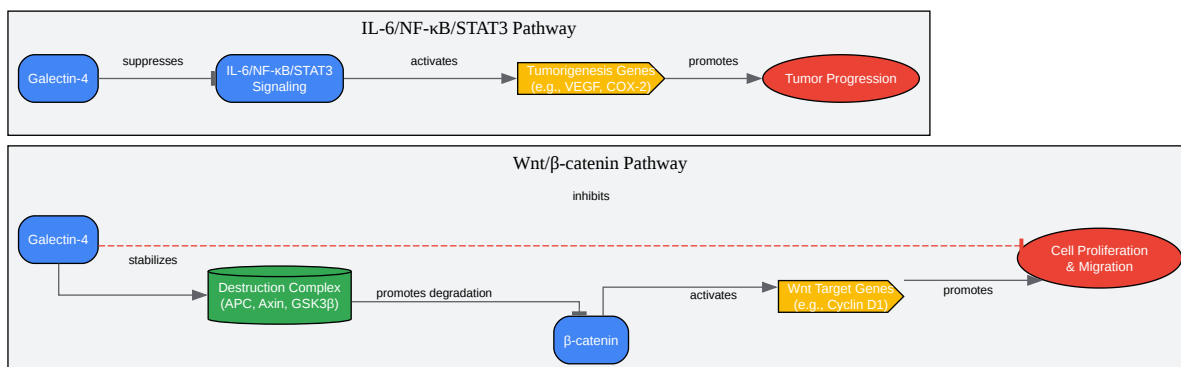 IL-6/NF-κB/STAT3 Pathway
Galectin-4
suppresses
IL-6/NF-κB/STAT3
Signaling
activates
Tumorigenesis Genes
(e.g., VEGF, COX-2)
promotes
Tumor Progression
Wnt/β-catenin Pathway
inhibits
Galectin-4
stabilizes
Destruction Complex
(APC, Axin, GSK3β)
promotes degradation
β-catenin
activates
Wnt Target Genes
(e.g., Cyclin D1)
promotes
Cell Proliferation
& Migration